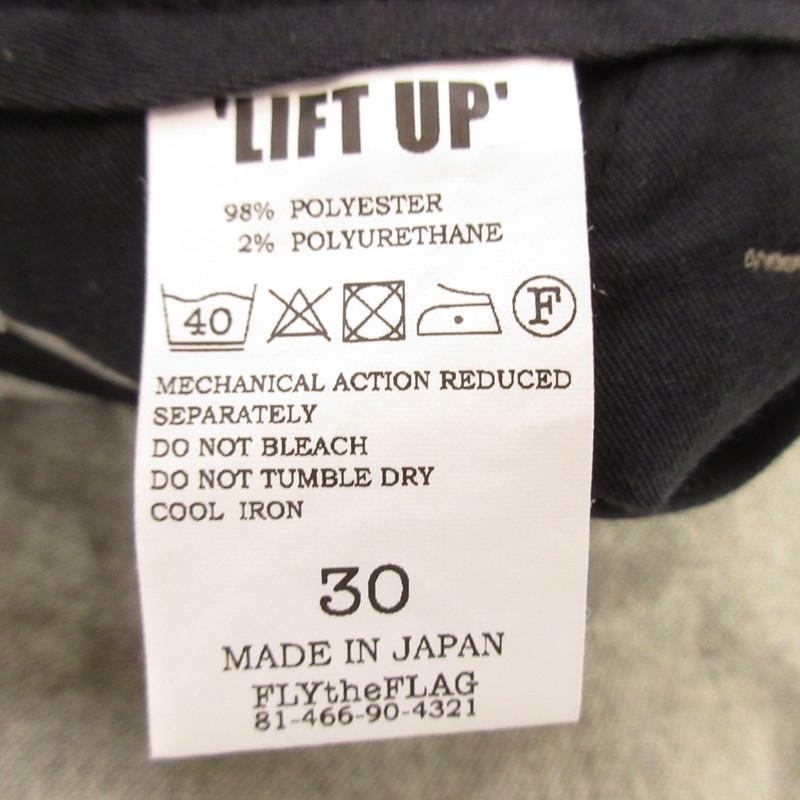 'LIFT UP'
98% POLYESTER
2% POLYURETHANE
40 F
MECHANICAL ACTION REDUCED
SEPARATELY
DO NOT BLEACH
DO NOT TUMBLE DRY
COOL IRON
30
MADE IN JAPAN
FLYtheFLAG
81-466-90-4321